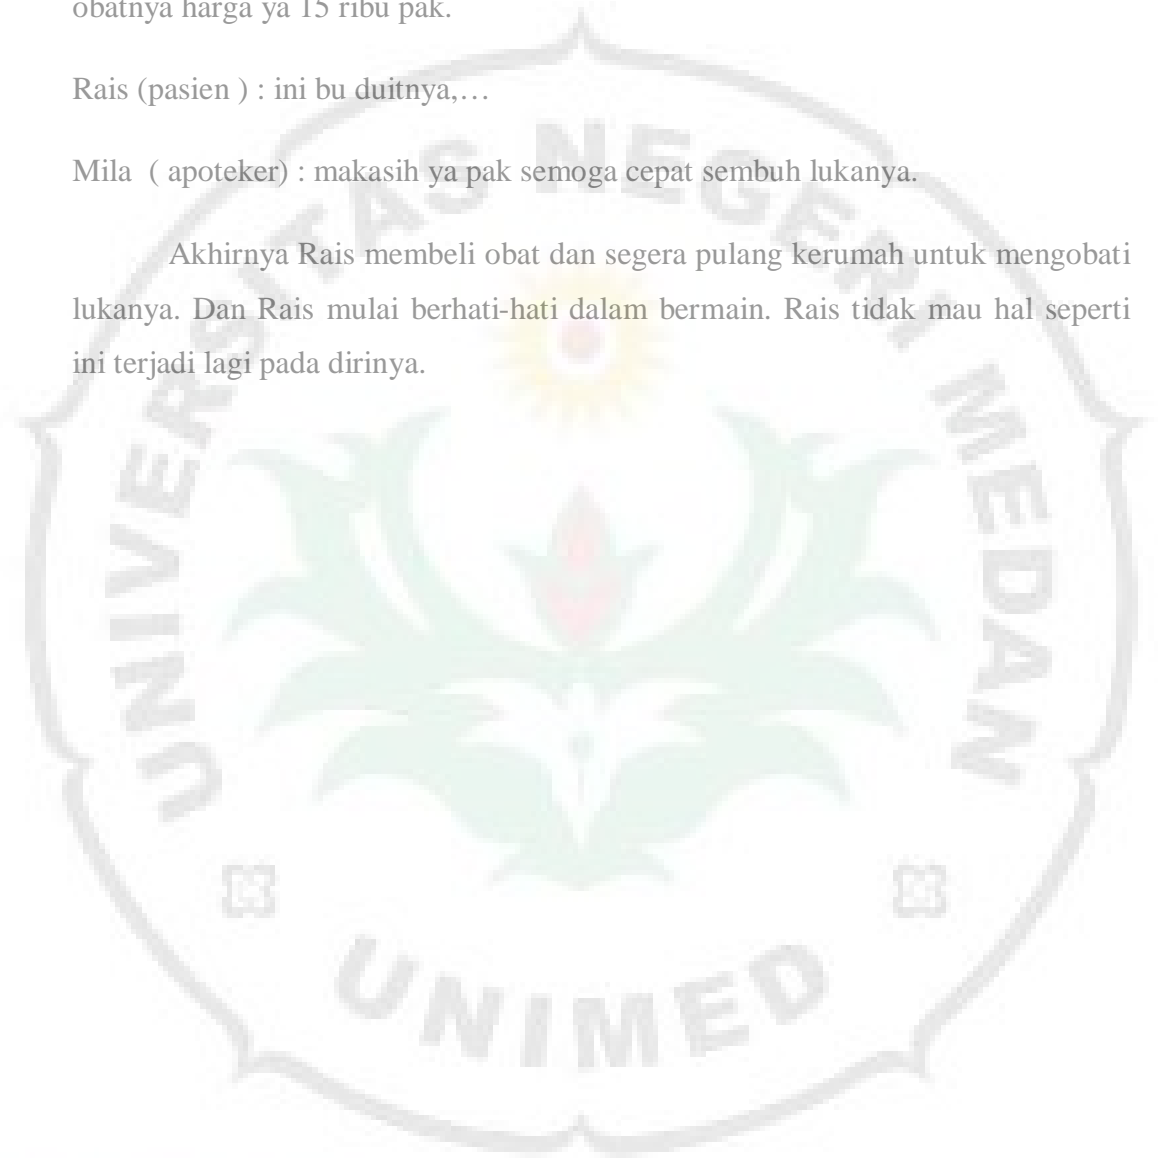 obatnya harga ya 15 ribu pak.
Rais (pasien ) : ini bu duitnya,…
Mila ( apoteker) : makasih ya pak semoga cepat sembuh lukanya.
Akhirnya Rais membeli obat dan segera pulang kerumah untuk mengobati
lukanya. Dan Rais mulai berhati-hati dalam bermain. Rais tidak mau hal seperti
ini terjadi lagi pada dirinya.
UNIVERSITAS NEGERI MEDAN
UNIMED